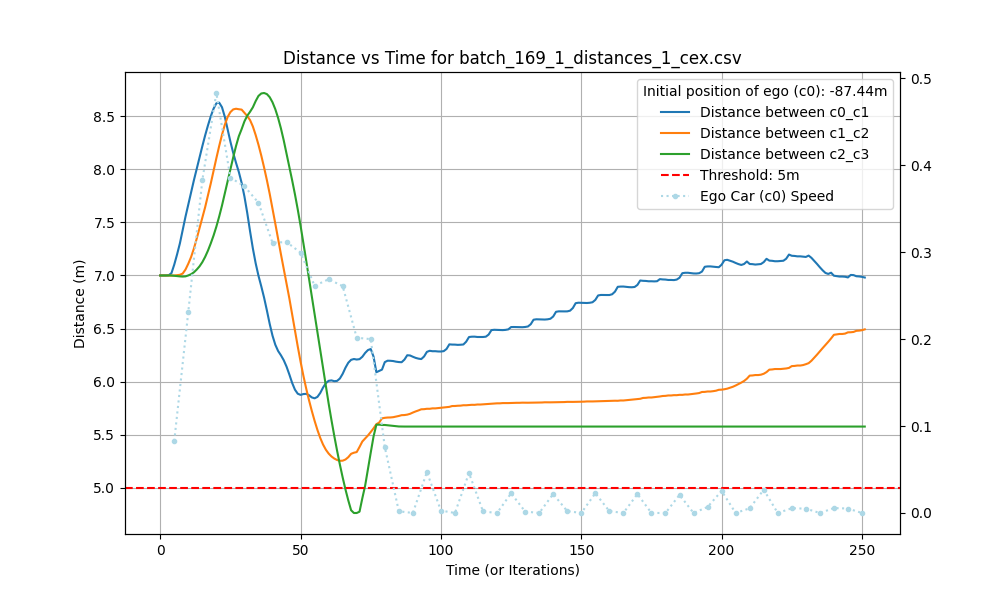 Distance vs Time for batch_169_1_distances_1_cex.csv
Initial position of ego (c0): -87.44m
Distance between c0_c1
Distance between c1_c2
Distance between c2_c3
Threshold: 5m
Ego Car (c0) Speed
Distance (m)
8.5
8.0
7.5
7.0
6.5
6.0
5.5
5.0
0.5
0.4
0.3
0.2
0.1
0.0
0 50 100 150 200 250
Time (or Iterations)